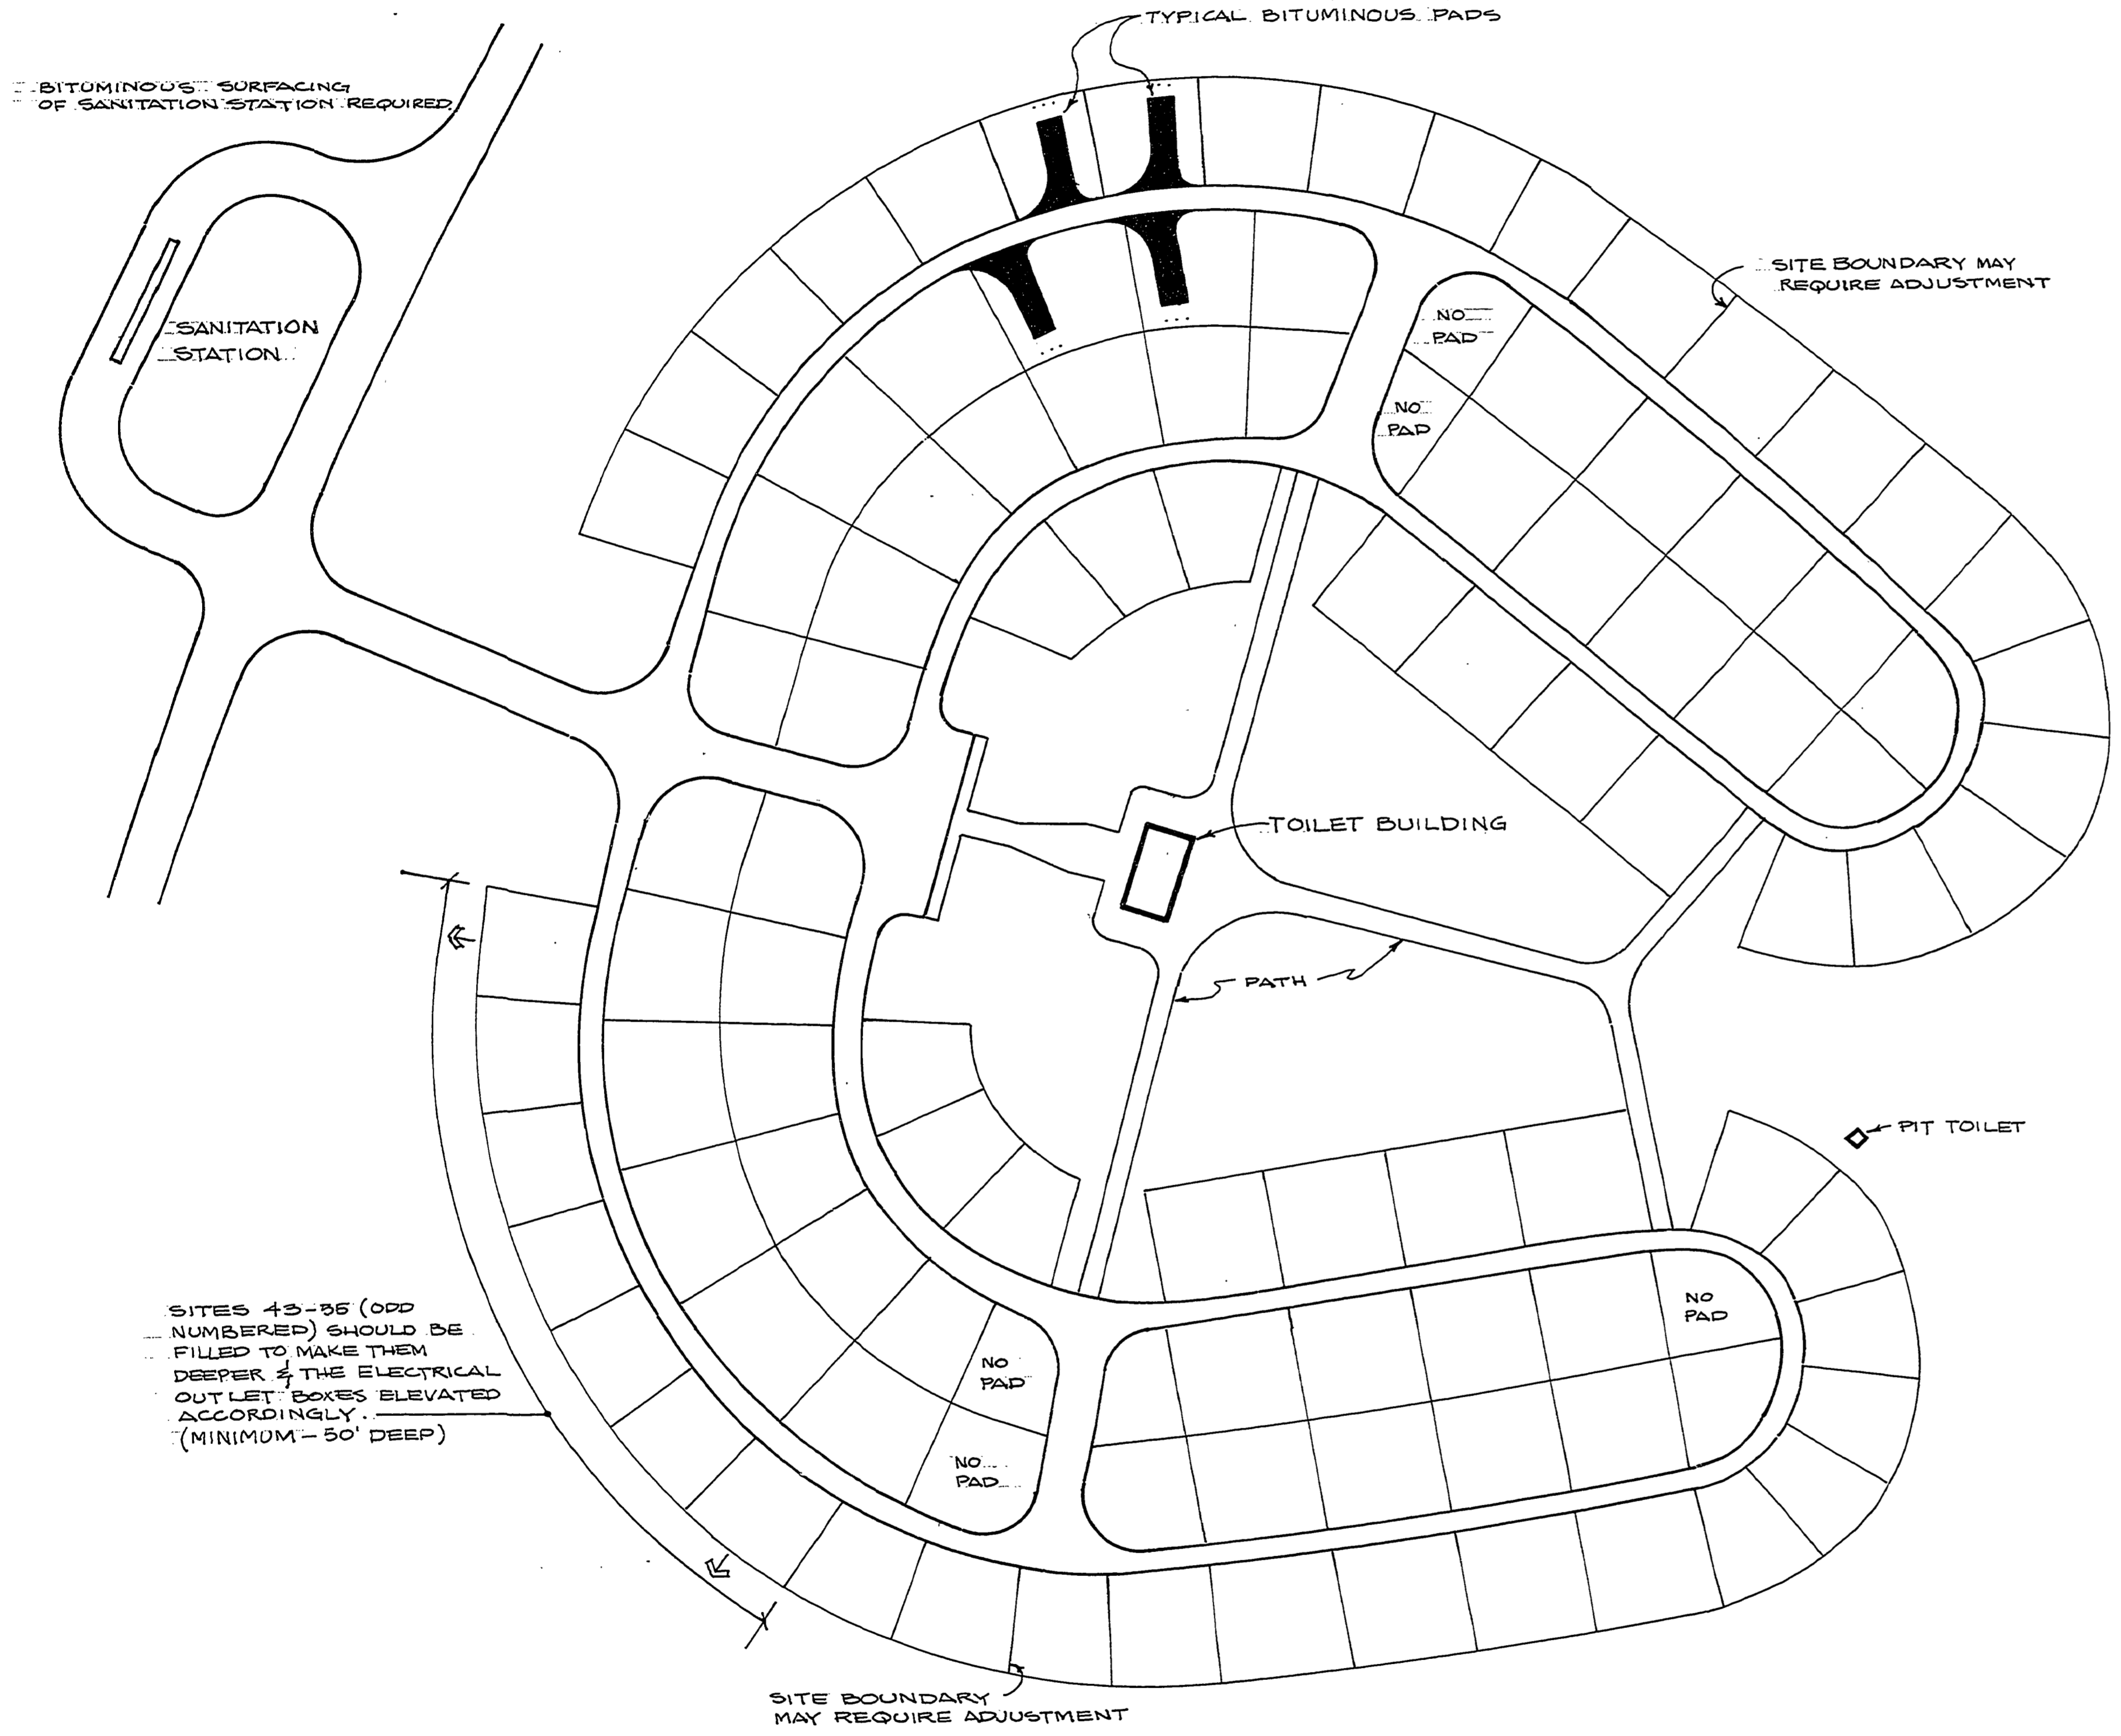 TYPICAL BITUMINOUS PADS
BITUMINOUS SURFACING
OF SANITATION STATION REQUIRED
SITE BOUNDARY MAY
REQUIRE ADJUSTMENT
NO
PAD
SANITATION
STATION
NO
PAD
TOILET BUILDING
PATH
PIT TOILET
SITES 43-35 (ODD
NUMBERED) SHOULD BE
FILLED TO MAKE THEM
DEEPER & THE ELECTRICAL
OUTLET BOXES ELEVATED
ACCORDINGLY.
(MINIMUM - 50' DEEP)
NO
PAD
NO
PAD
NO
PAD
SITE BOUNDARY
MAY REQUIRE ADJUSTMENT